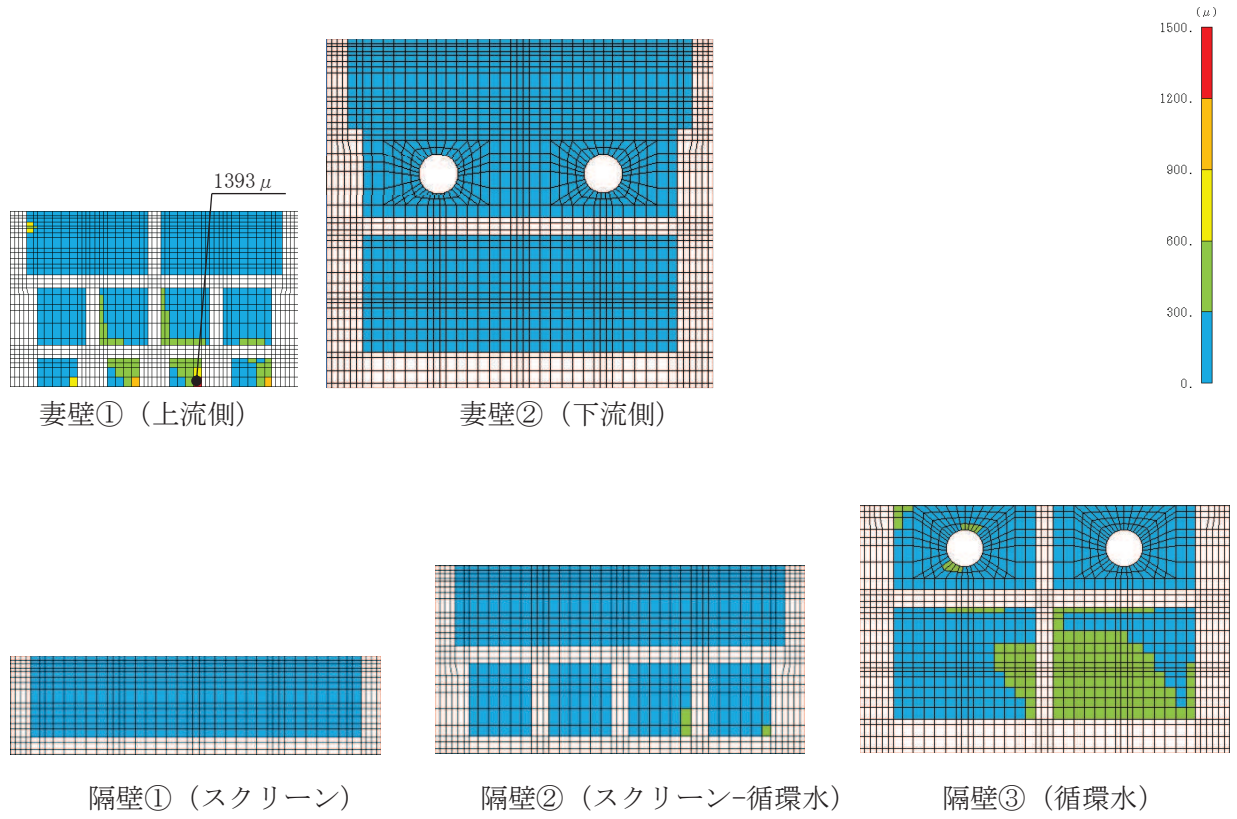 (μ)
1500.
1200.
900.
600.
300.
0.
1393μ
妻壁①（上流側）
妻壁②（下流側）
隔壁①（スクリーン）
隔壁②（スクリーン-循環水）
隔壁③（循環水）